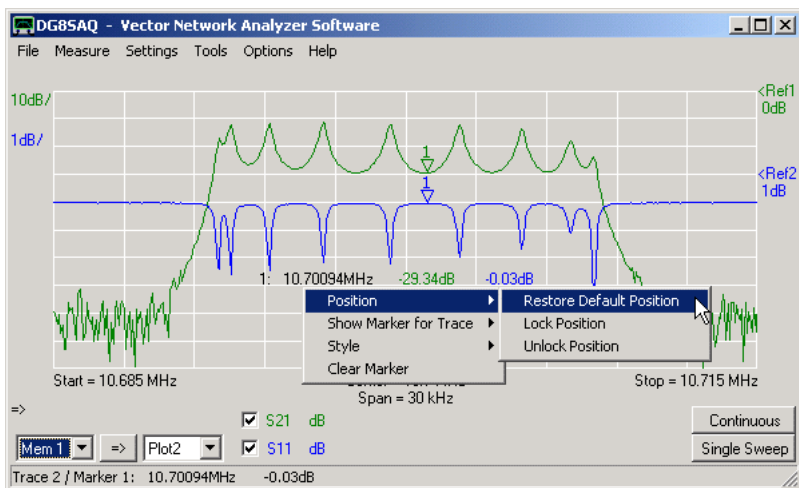 DG8SAQ - Vector Network Analyzer Software
File Measure Settings Tools Options Help
10dB/
<Ref1
0dB
1dB/
<Ref2
1dB
1
1
1: 10.70094MHz -29.34dB -0.03dB
Position
Restore Default Position
Show Marker for Trace
Lock Position
Style
Unlock Position
Clear Marker
Start = 10.685 MHz
Stop = 10.715 MHz
Span = 30 kHz
=>
S21 dB
Continuous
Mem 1
=>
Plot2
S11 dB
Single Sweep
Trace 2 / Marker 1: 10.70094MHz -0.03dB